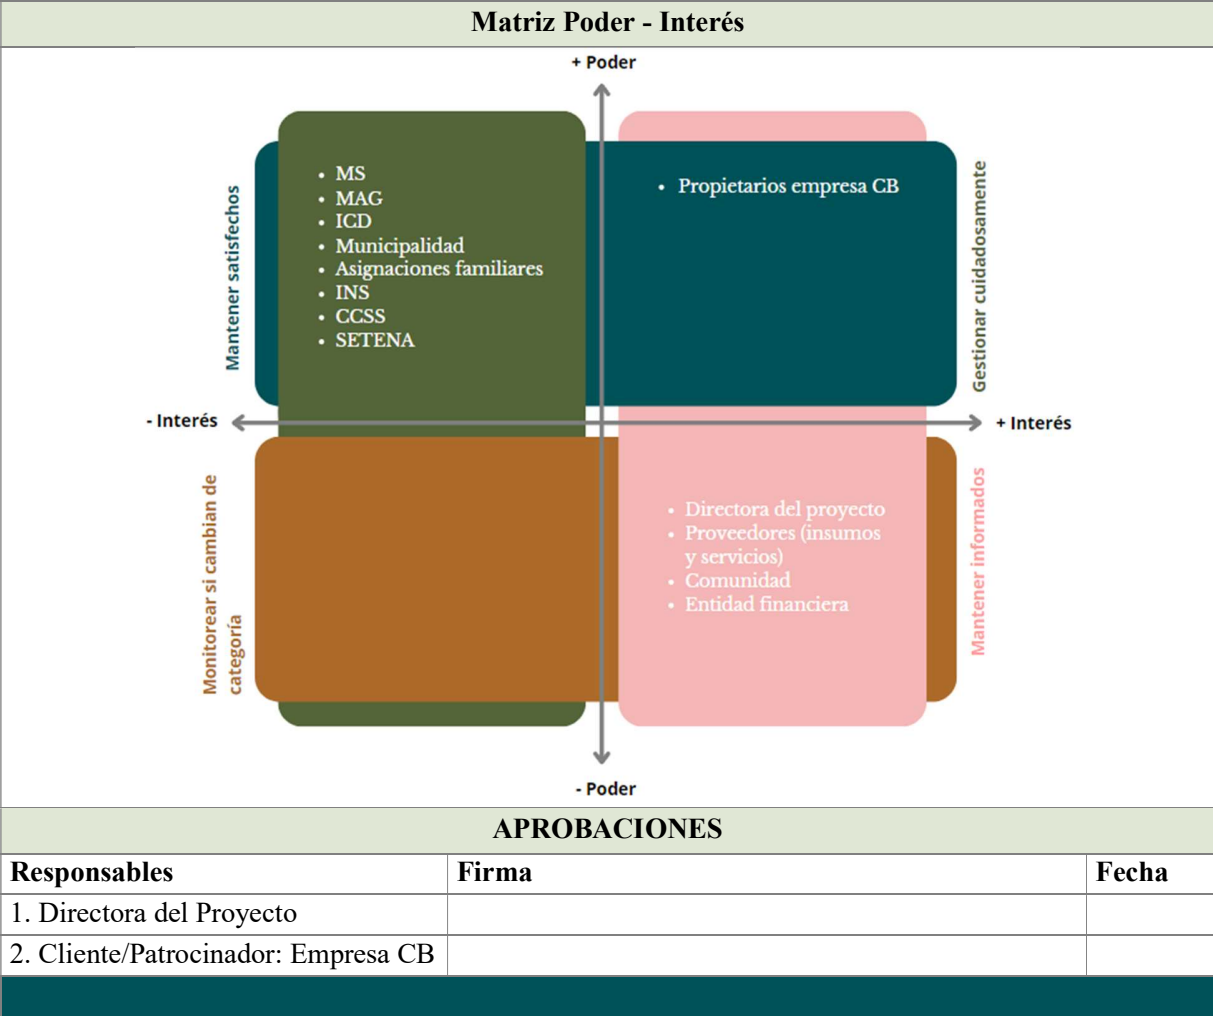 Matriz Poder - Interés
+ Poder
Mantener satisfechos
• MS
• MAG
• ICD
• Municipalidad
• Asignaciones familiares
• INS
• CCSS
• SETENA
• Propietarios empresa CB
Gestionar cuidadosamente
- Interés
+ Interés
Monitorear si cambian de
categoría
• Directora del proyecto
• Proveedores (insumos
y servicios)
• Comunidad
• Entidad financiera
Mantener informados
- Poder
APROBACIONES
Responsables Firma Fecha
1. Directora del Proyecto
2. Cliente/Patrocinador: Empresa CB